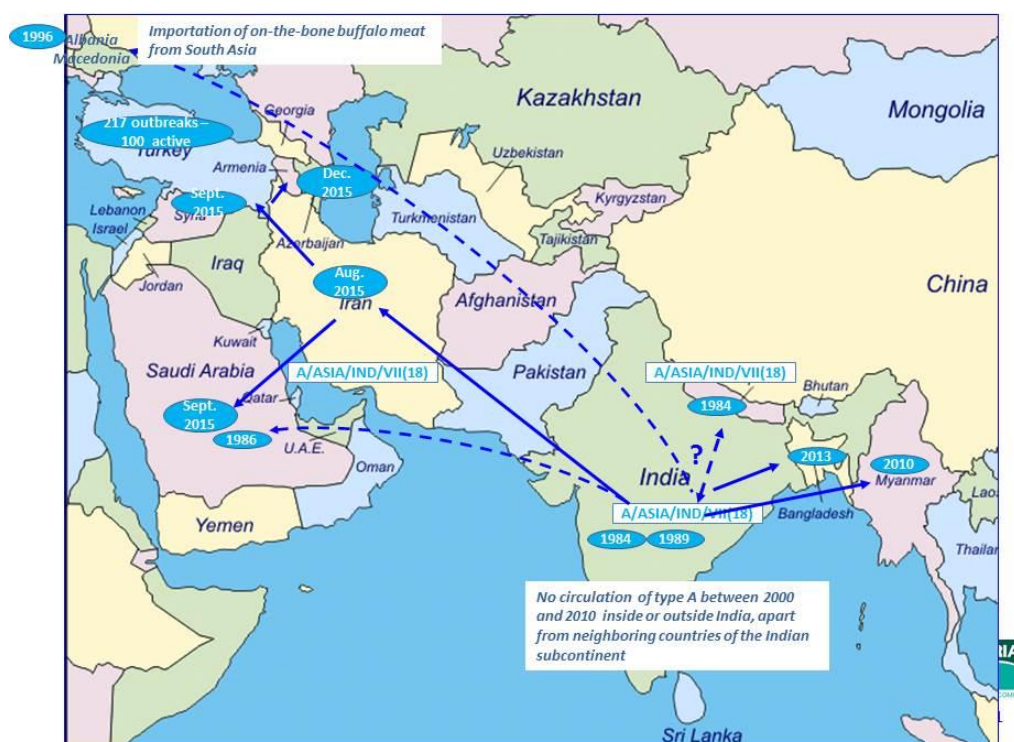 1996
Albania
Macedonia
Importation of on-the-bone buffalo meat
from South Asia
Kazakhstan
Mongolia
217 outbreaks –
100 active
Turkey
Georgia
Armenia
Uzbekistan
Dec.
2015
Sept.
2015
Syria
Lebanon
Israel
Turkmenistan
Kyrgyzstan
Tajikistan
Azerbaijan
Iraq
Jordan
Aug.
2015
Iran
Afghanistan
China
Kuwait
Saudi Arabia
A/ASIA/IND/VII(18)
Pakistan
A/ASIA/IND/VII(18)
Bhutan
Qatar
1984
Sept.
2015
1986
U.A.E.
Oman
?
2013
2010
India
Myanmar
Laos
Yemen
A/ASIA/IND/VII(18)
Bangladesh
1984
1989
Thailan
No circulation of type A between 2000
and 2010 inside or outside India, apart
from neighboring countries of the Indian
subcontinent
RIA
1
Sri Lanka